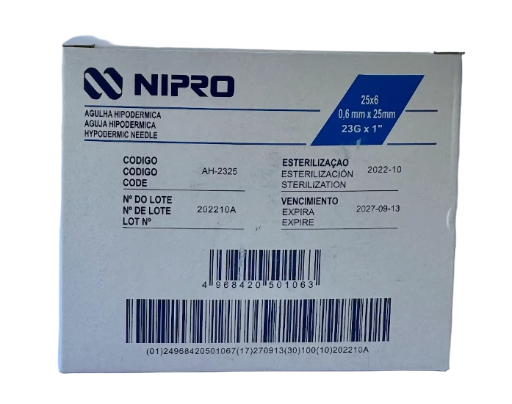 NIPRO
AGULHA HIPODERMICA
AGUJA HIPODERMICA
HYPODERMIC NEEDLE
25x6
0,6 mm x 25mm
23G x 1"
CODIGO
CODIGO
CODE
AH-2325
ESTERILIZAÇAO
ESTERILIZACIÓN
STERILIZATION
2022-10
Nº DO LOTE
Nº DE LOTE
LOT Nº
202210A
VENCIMENTO
EXPIRA
EXPIRE
2027-09-13
4 968420 501063
(01)24968420501067(17)270913(30)100(10)202210A